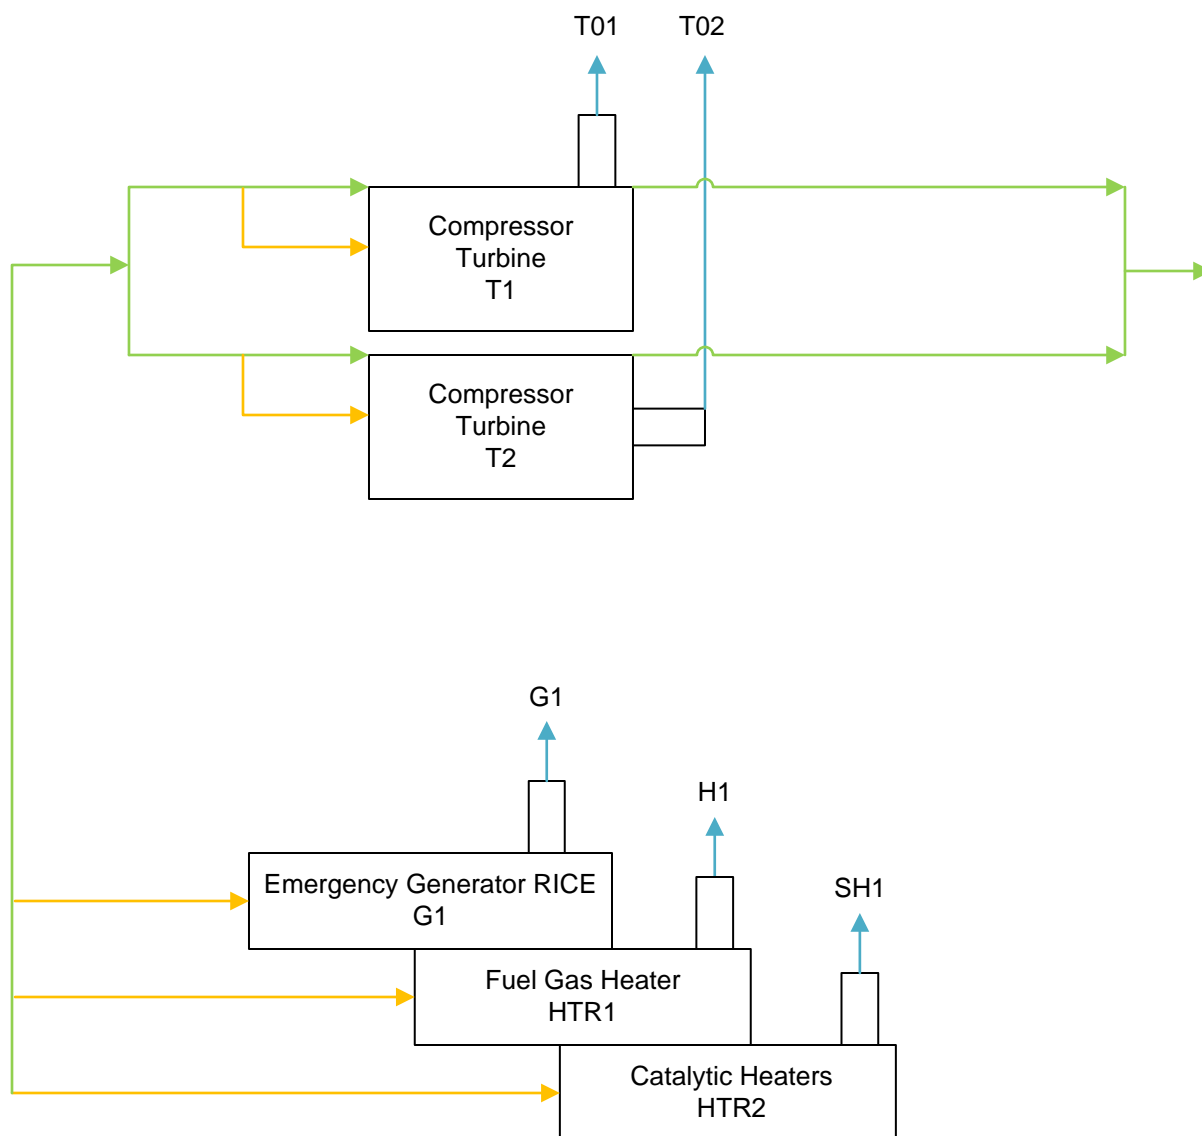 T01
T02
Compressor
Turbine
T1
Compressor
Turbine
T2
G1
H1
Emergency Generator RICE
G1
SH1
Fuel Gas Heater
HTR1
Catalytic Heaters
HTR2